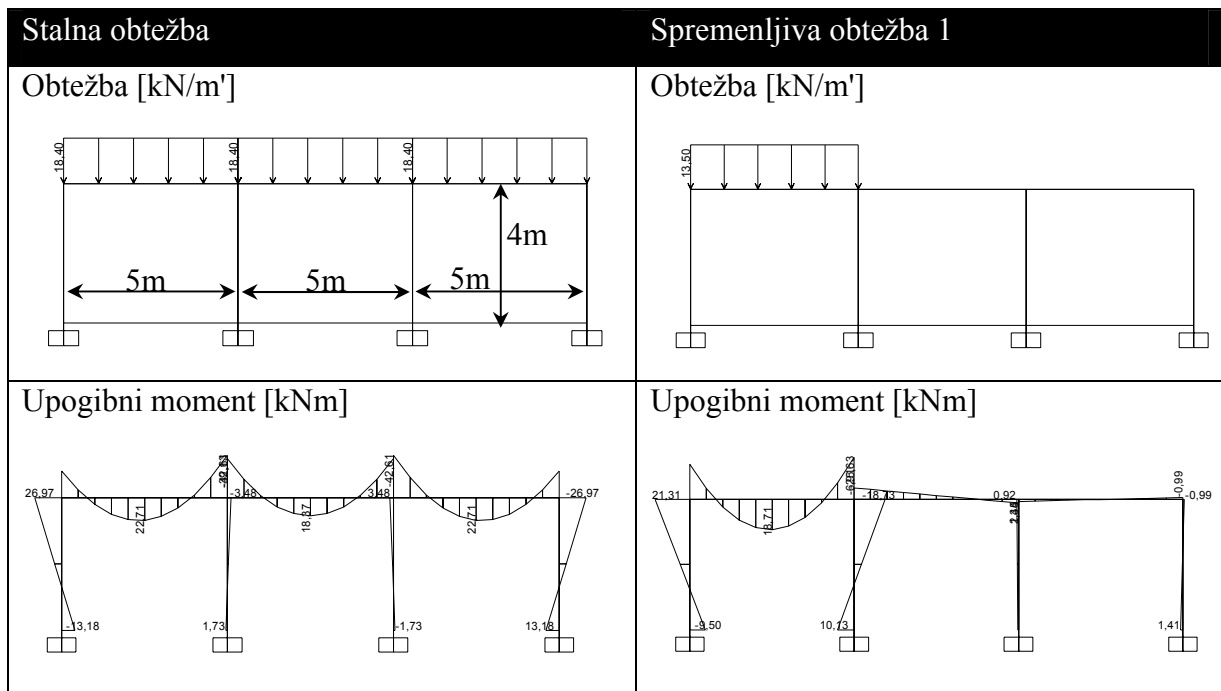 Stalna obtežba
Spremenljiva obtežba 1
Obtežba [kN/m']
18,40 18,40 18,40
4m
5m 5m 5m
Obtežba [kN/m']
13,50
Upogibni moment [kNm]
26,97 -3,48 -42,61 3,48 -26,97
22,71 18,37 22,71
-13,18 1,73 -1,73 13,18
Upogibni moment [kNm]
21,31 -18,73 0,92 -0,99 -0,99
18,71
-9,50 10,13 1,41